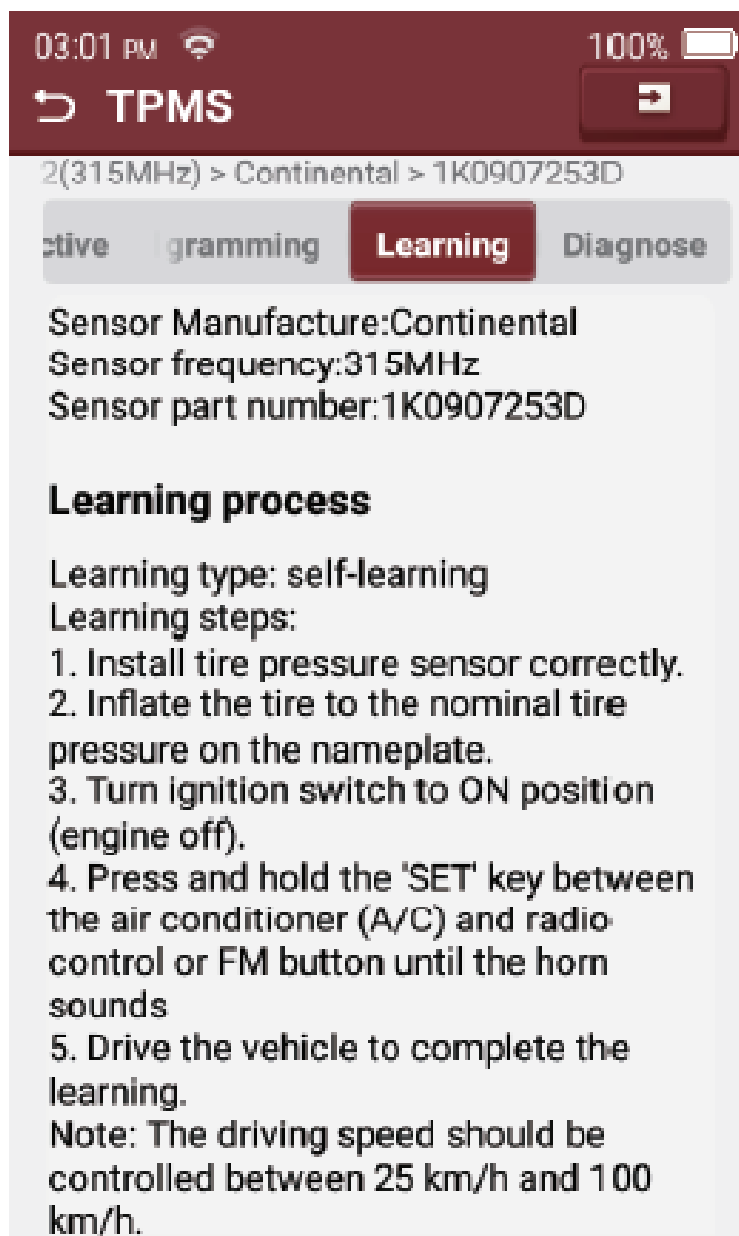 03:01 PM 100%
TPMS
2(315MHz) > Continental > 1K0907253D
ctive gramming Learning Diagnose
Sensor Manufacture:Continental
Sensor frequency:315MHz
Sensor part number:1K0907253D
Learning process
Learning type: self-learning
Learning steps:
1. Install tire pressure sensor correctly.
2. Inflate the tire to the nominal tire
pressure on the nameplate.
3. Turn ignition switch to ON position
(engine off).
4. Press and hold the 'SET' key between
the air conditioner (A/C) and radio
control or FM button until the horn
sounds
5. Drive the vehicle to complete the
learning.
Note: The driving speed should be
controlled between 25 km/h and 100
km/h.